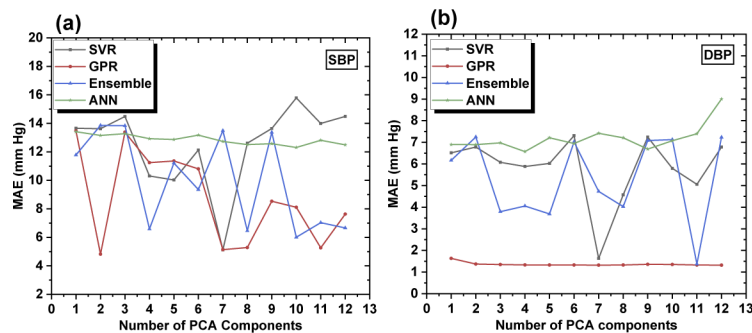 (a)
SVR
GPR
Ensemble
ANN
SBP
20
18
16
14
12
10
8
6
4
2
MAE (mm Hg)
0 1 2 3 4 5 6 7 8 9 10 11 12 13
Number of PCA Components
(b)
SVR
GPR
Ensemble
ANN
DBP
12
11
10
9
8
7
6
5
4
3
2
1
0
MAE (mm Hg)
0 1 2 3 4 5 6 7 8 9 10 11 12 13
Number of PCA components